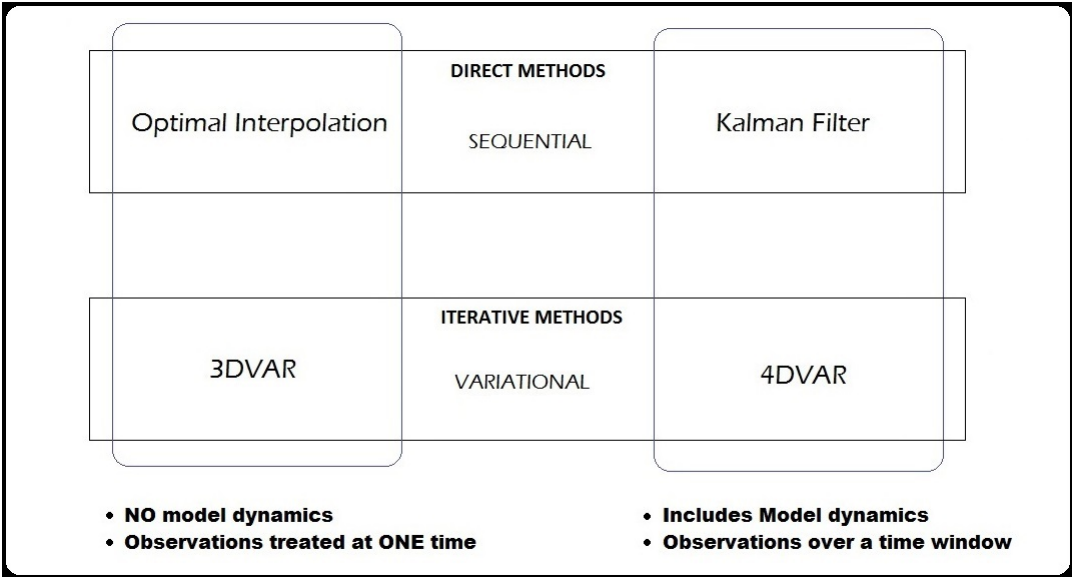 DIRECT METHODS
Optimal Interpolation
SEQUENTIAL
Kalman Filter
ITERATIVE METHODS
3DVAR
VARIATIONAL
4DVAR
• NO model dynamics
• Observations treated at ONE time
• Includes Model dynamics
• Observations over a time window